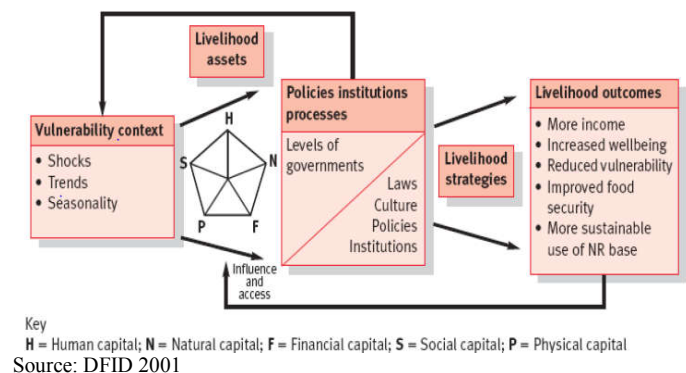 Livelihood
assets
Vulnerability context
• Shocks
• Trends
• Seasonality
H
S
N
P
F
Influence
and
access
Policies institutions
processes
Levels of
governments
Laws
Culture
Policies
Institutions
Livelihood
strategies
Livelihood outcomes
• More income
• Increased wellbeing
• Reduced vulnerability
• Improved food
security
• More sustainable
use of NR base
Key
H = Human capital; N = Natural capital; F = Financial capital; S = Social capital; P = Physical capital
Source: DFID 2001